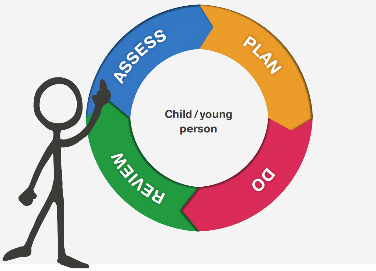 ASSESS
PLAN
Child/young
person
REVIEW
DO